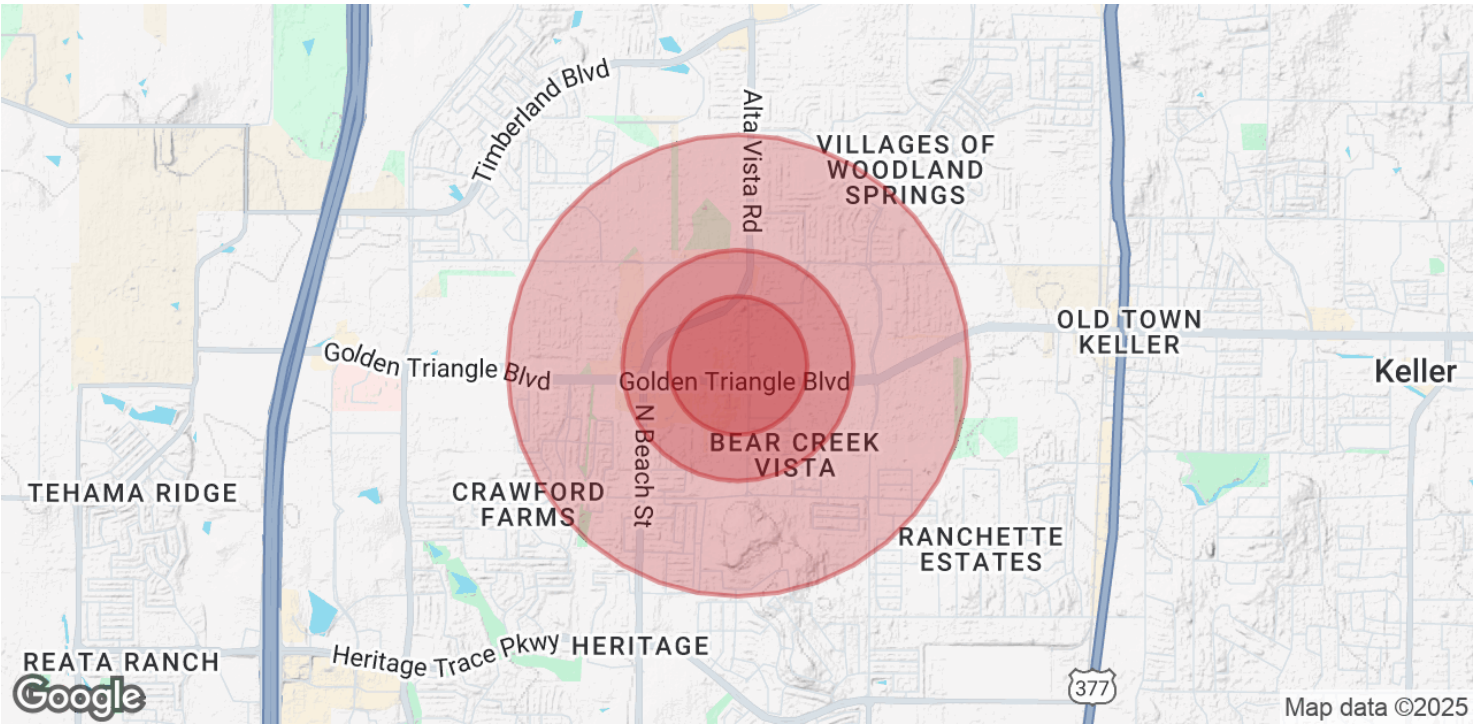 Timberland Blvd
Alta Vista Rd
VILLAGES OF
WOODLAND
SPRINGS
OLD TOWN
KELLER
Golden Triangle Blvd
Golden Triangle Blvd
Keller
N Beach St
BEAR CREEK
VISTA
TEHAMA RIDGE
CRAWFORD
FARMS
RANCHETTE
ESTATES
Heritage Trace Pkwy
HERITAGE
REATA RANCH
377
Google
Map data ©2025